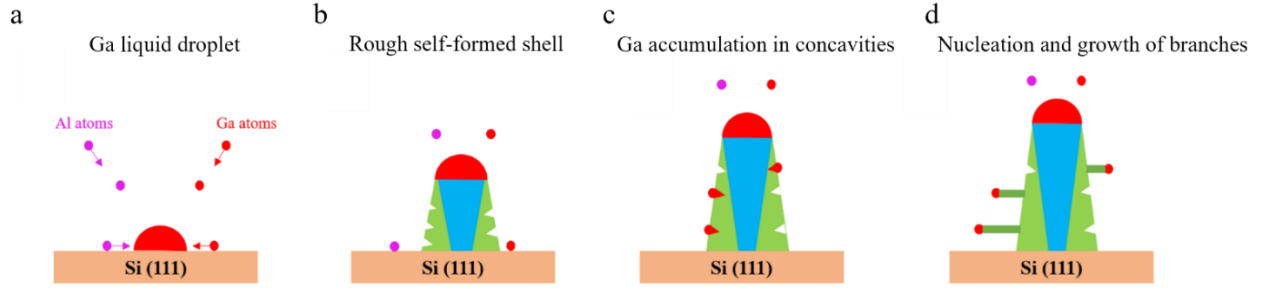 a
Ga liquid droplet
Al atoms
Ga atoms
Si (111)
b
Rough self-formed shell
Si (111)
c
Ga accumulation in concavities
Si (111)
d
Nucleation and growth of branches
Si (111)